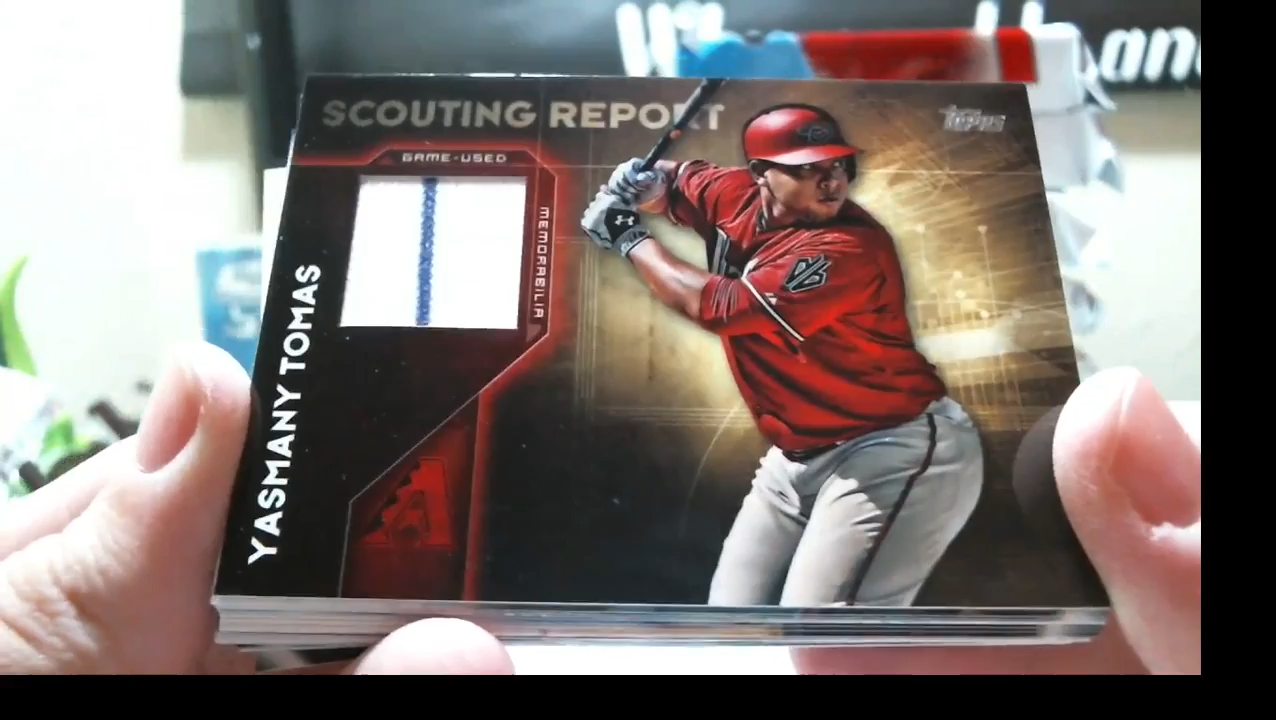 SCOUTING REPORT
TOPPS
GAME-USED
MEMORABILIA
YASMANY TOMAS
A